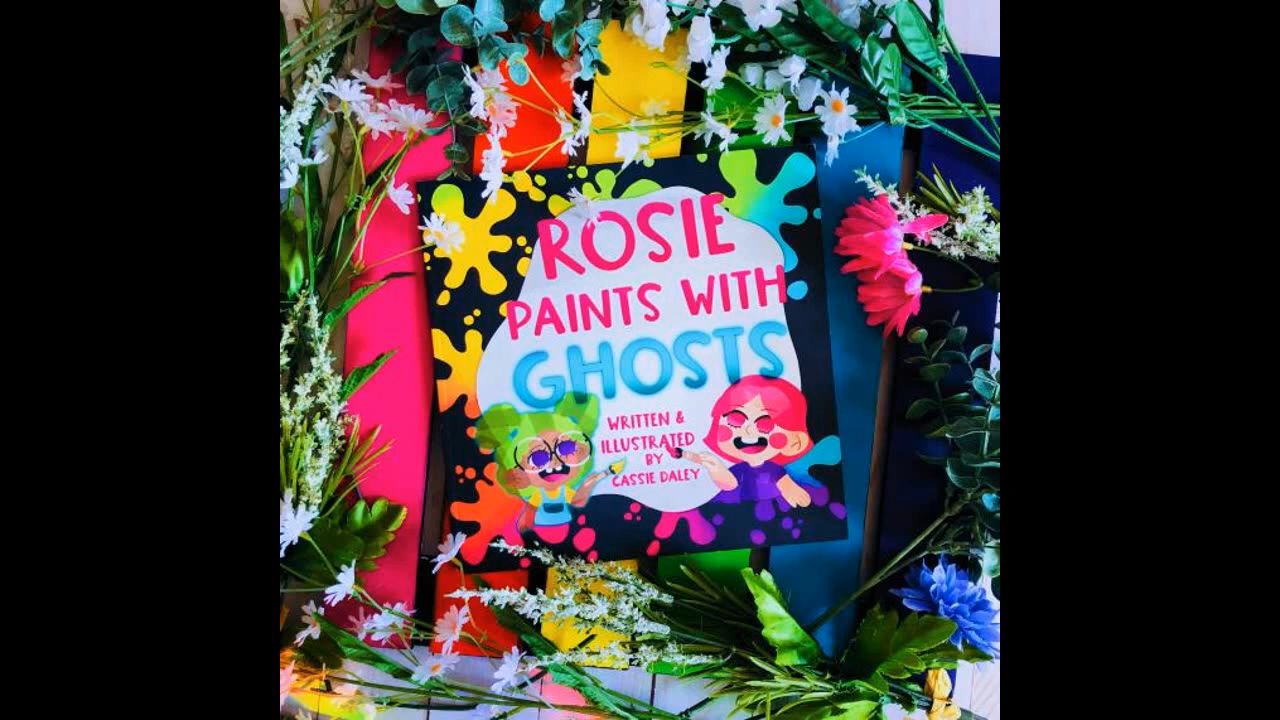 ROSIE
PAINTS WITH
GHOSTS
WRITTEN &
ILLUSTRATED
BY
CASSIE DALEY